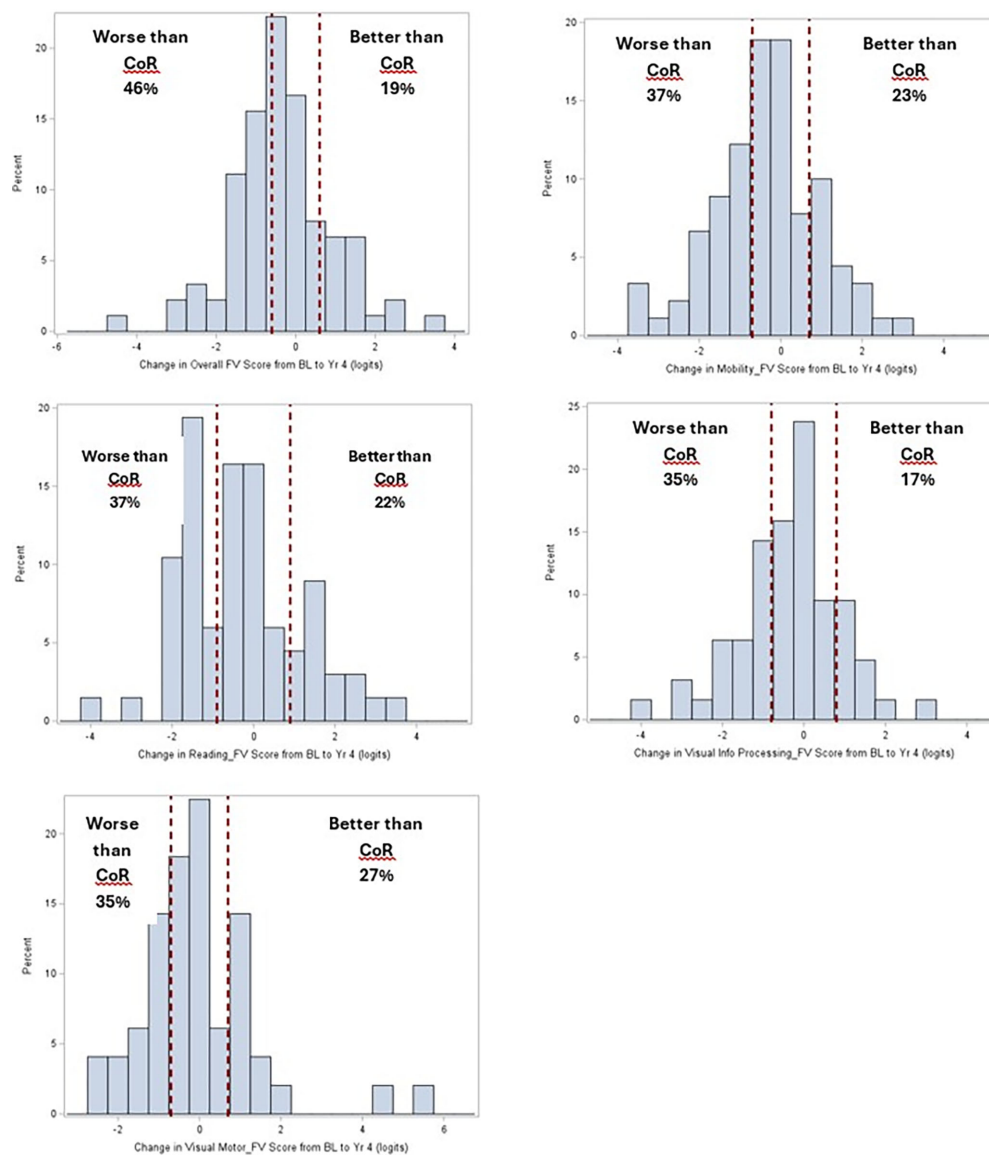 Worse than
CoR
46%
Better than
CoR
19%
Percent
20
15
10
5
0
-6 -4 -2 0 2 4
Change in Overall FV Score from BL to Yr 4 (logits)
Worse than
CoR
37%
Better than
CoR
23%
Percent
20
15
10
5
0
-4 -2 0 2 4
Change in Mobility_FV Score from BL to Yr 4 (logits)
Worse than
CoR
37%
Better than
CoR
22%
Percent
20
15
10
5
0
-4 -2 0 2 4
Change in Reading_FV Score from BL to Yr 4 (logits)
Worse than
CoR
35%
Better than
CoR
17%
Percent
25
20
15
10
5
0
-4 -2 0 2 4
Change in Visual Info Processing_FV Score from BL to Yr 4 (logits)
Worse
than
CoR
35%
Better than
CoR
27%
Percent
20
15
10
5
0
-2 0 2 4 6
Change in Visual Motor_FV Score from BL to Yr 4 (logits)